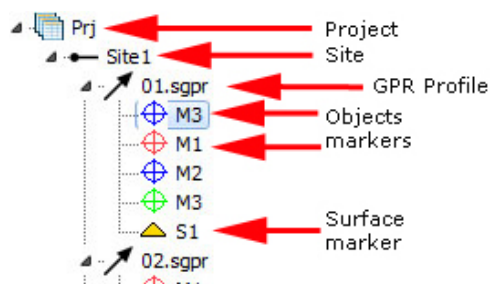 Prj Project
Site1 Site
01.sgpr GPR Profile
M3 Objects
M1 markers
M2
M3
S1 Surface
marker
02.sgpr